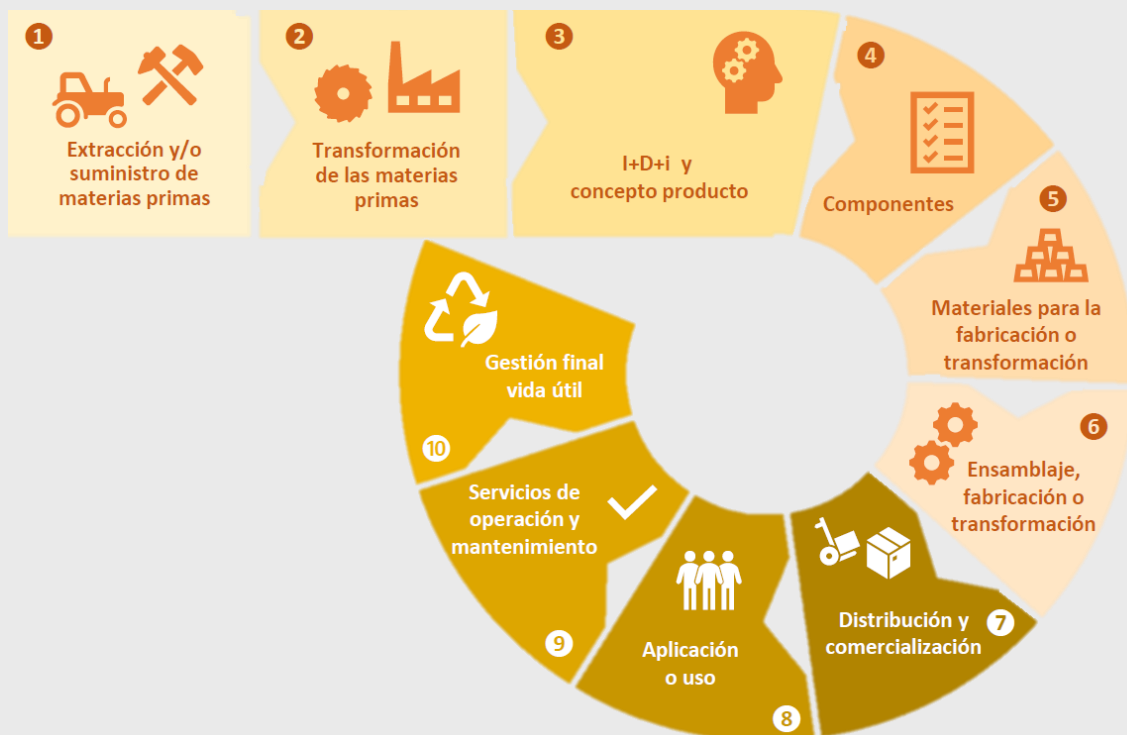 1
Extracción y/o
suministro de
materias primas
2
Transformación
de las materias
primas
3
I+D+i y
concepto producto
4
Componentes
5
Materiales para la
fabricación o
transformación
6
Ensamblaje,
fabricación o
transformación
7
Distribución y
comercialización
8
Aplicación
o uso
9
Servicios de
operación y
mantenimiento
10
Gestión final
vida útil